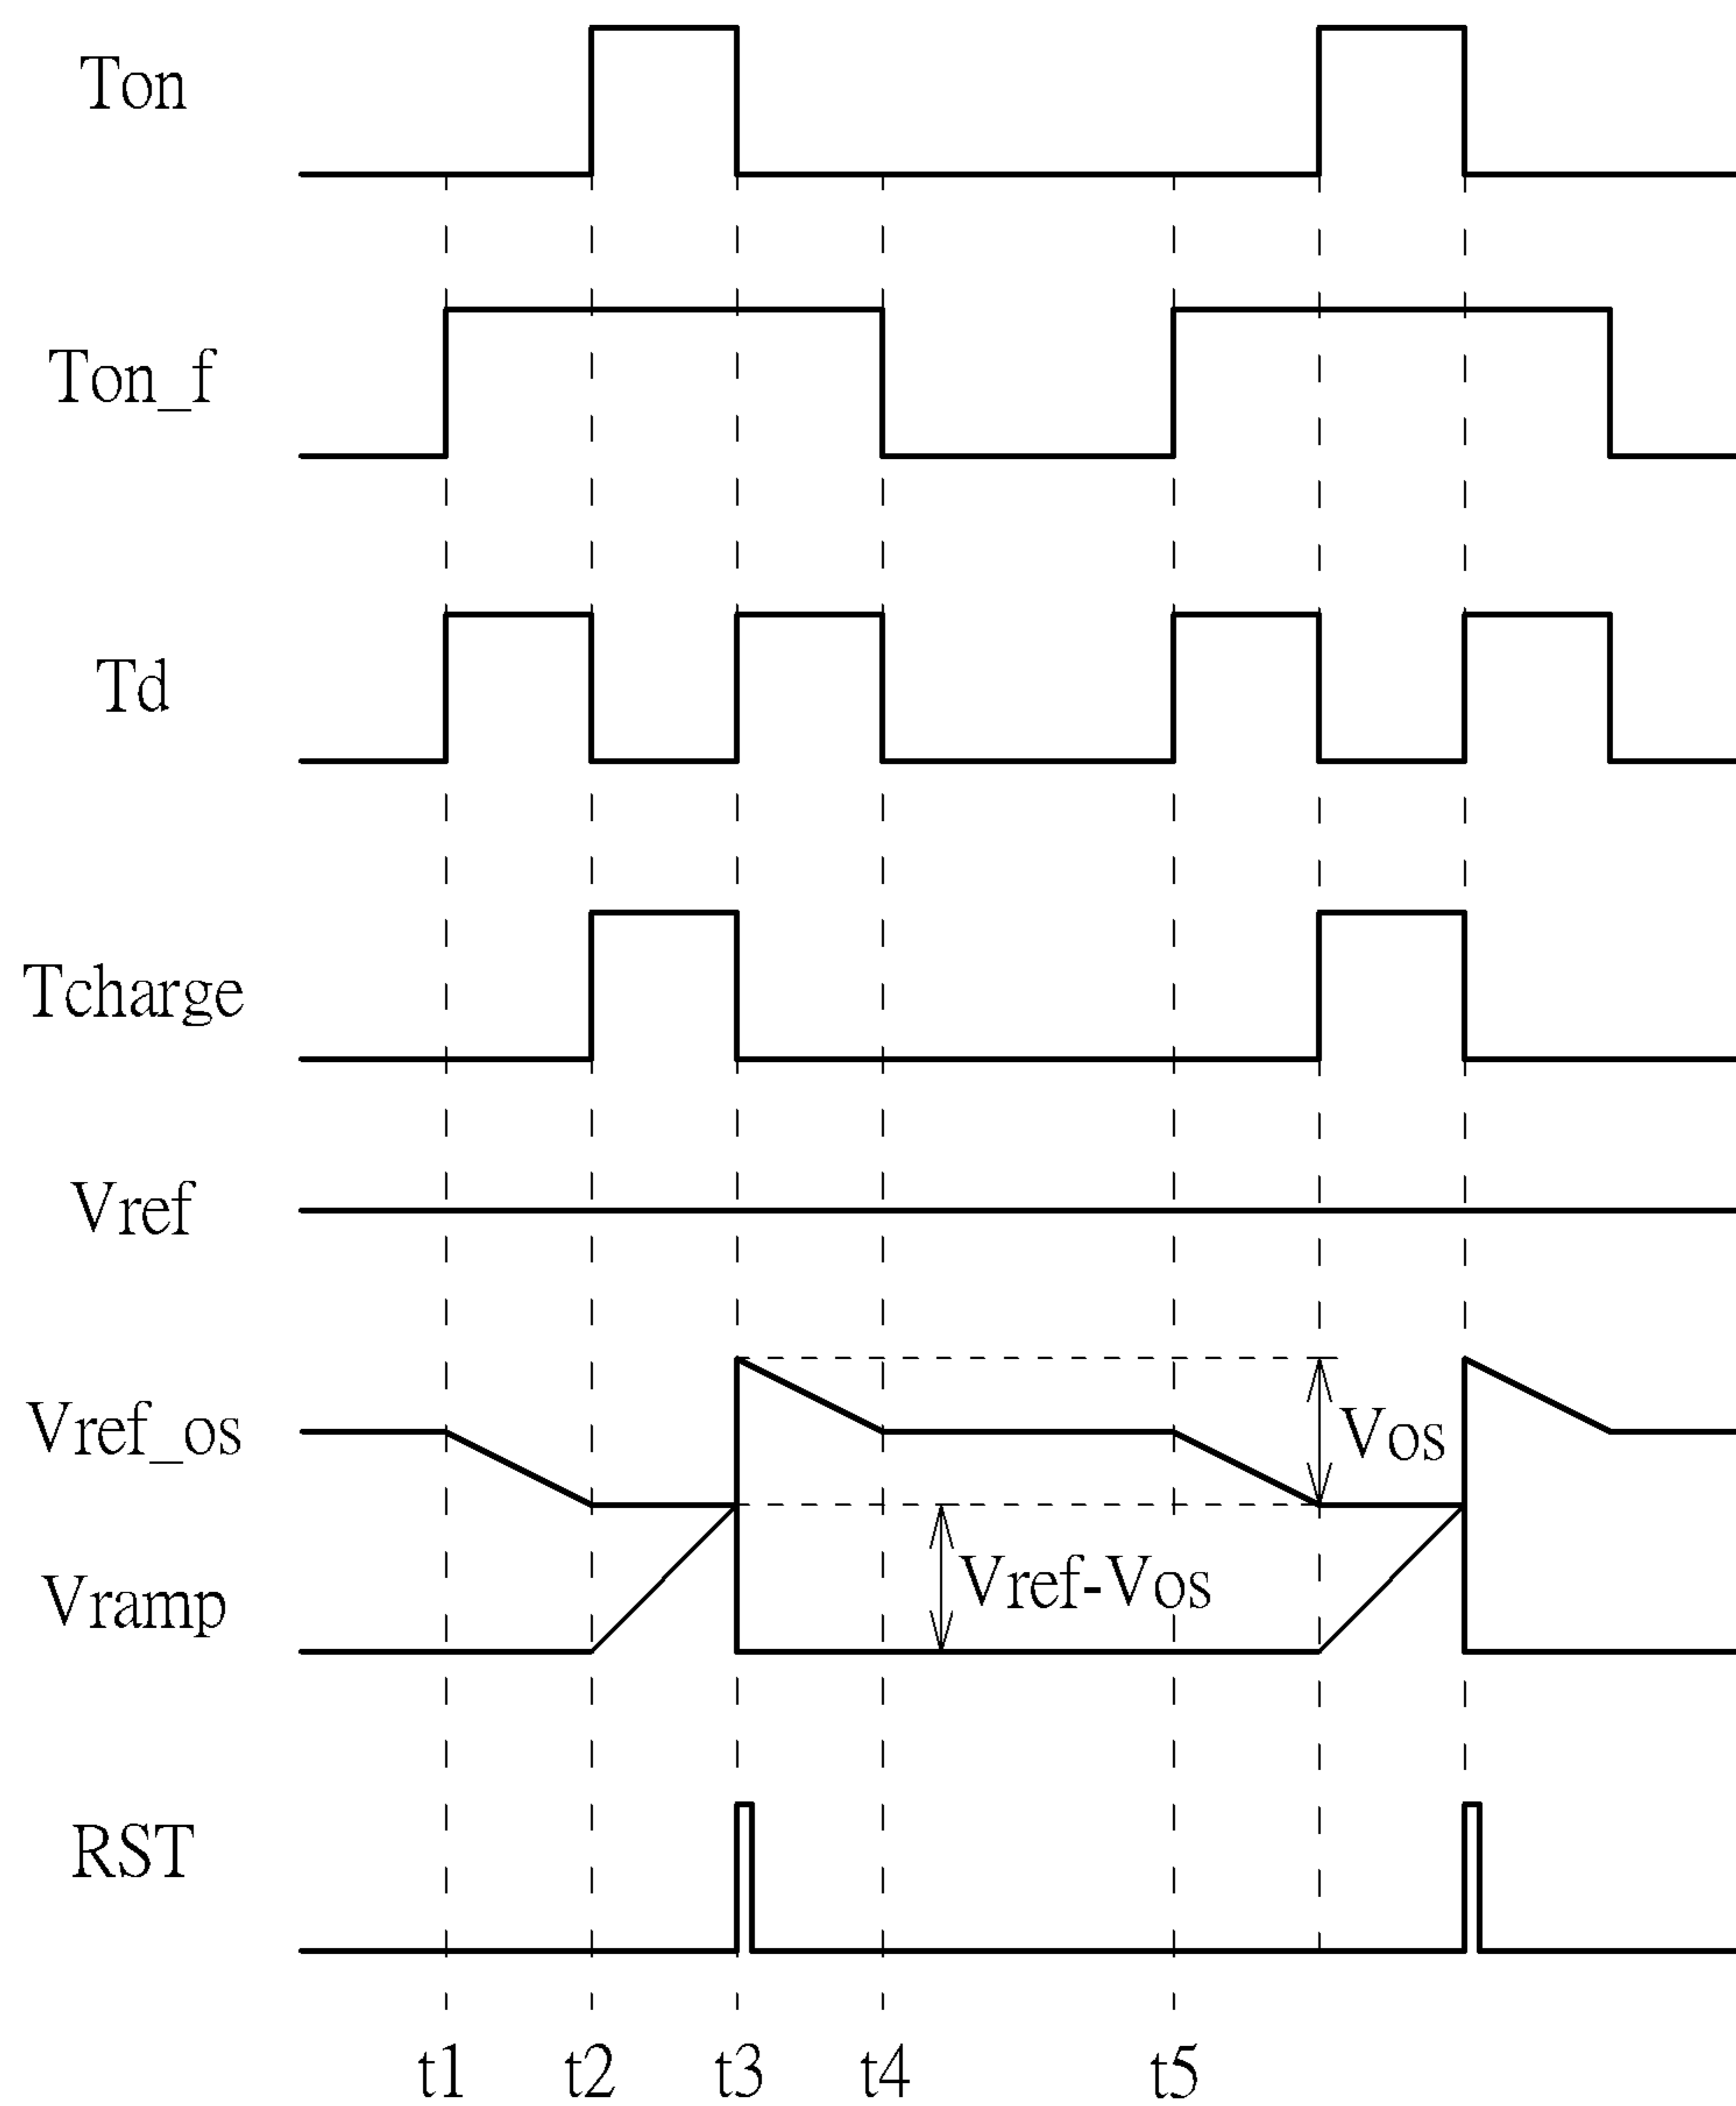 Ton
Ton_f
Td
Tcharge
Vref
Vref_os
Vos
Vramp
Vref-Vos
RST
t1 t2 t3 t4 t5